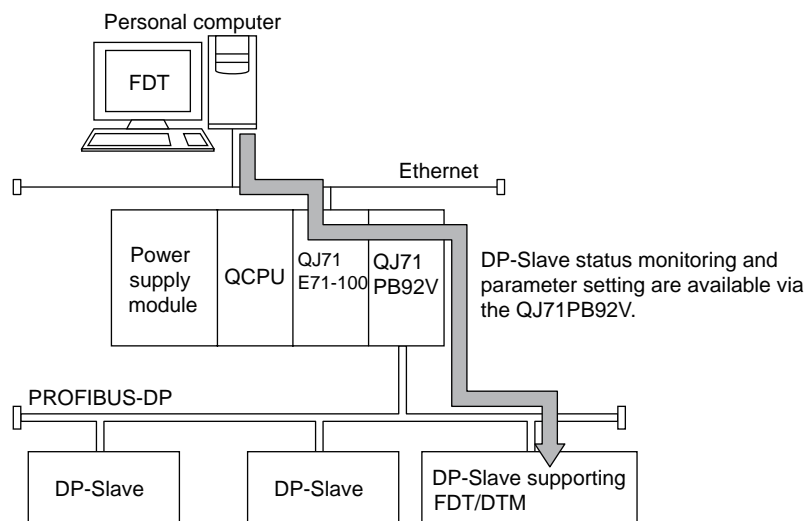 Personal computer
FDT
Ethernet
Power
supply
module
QCPU
QJ71
E71-100
QJ71
PB92V
DP-Slave status monitoring and
parameter setting are available via
the QJ71PB92V.
PROFIBUS-DP
DP-Slave
DP-Slave
DP-Slave supporting
FDT/DTM